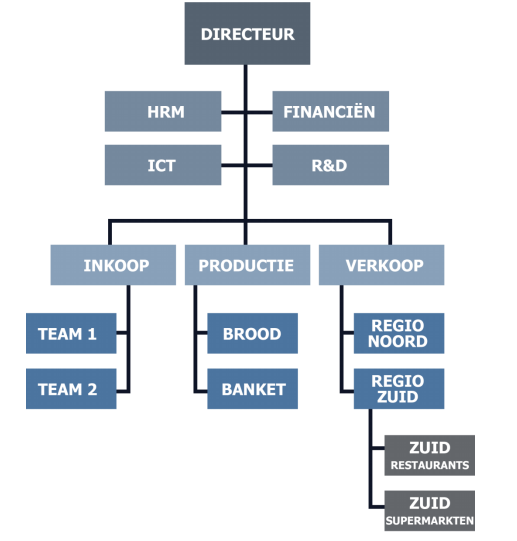 DIRECTEUR
HRM
FINANCIËN
ICT
R&D
INKOOP
PRODUCTIE
VERKOOP
TEAM 1
BROOD
REGIO
NOORD
TEAM 2
BANKET
REGIO
ZUID
ZUID
RESTAURANTS
ZUID
SUPERMARKTEN